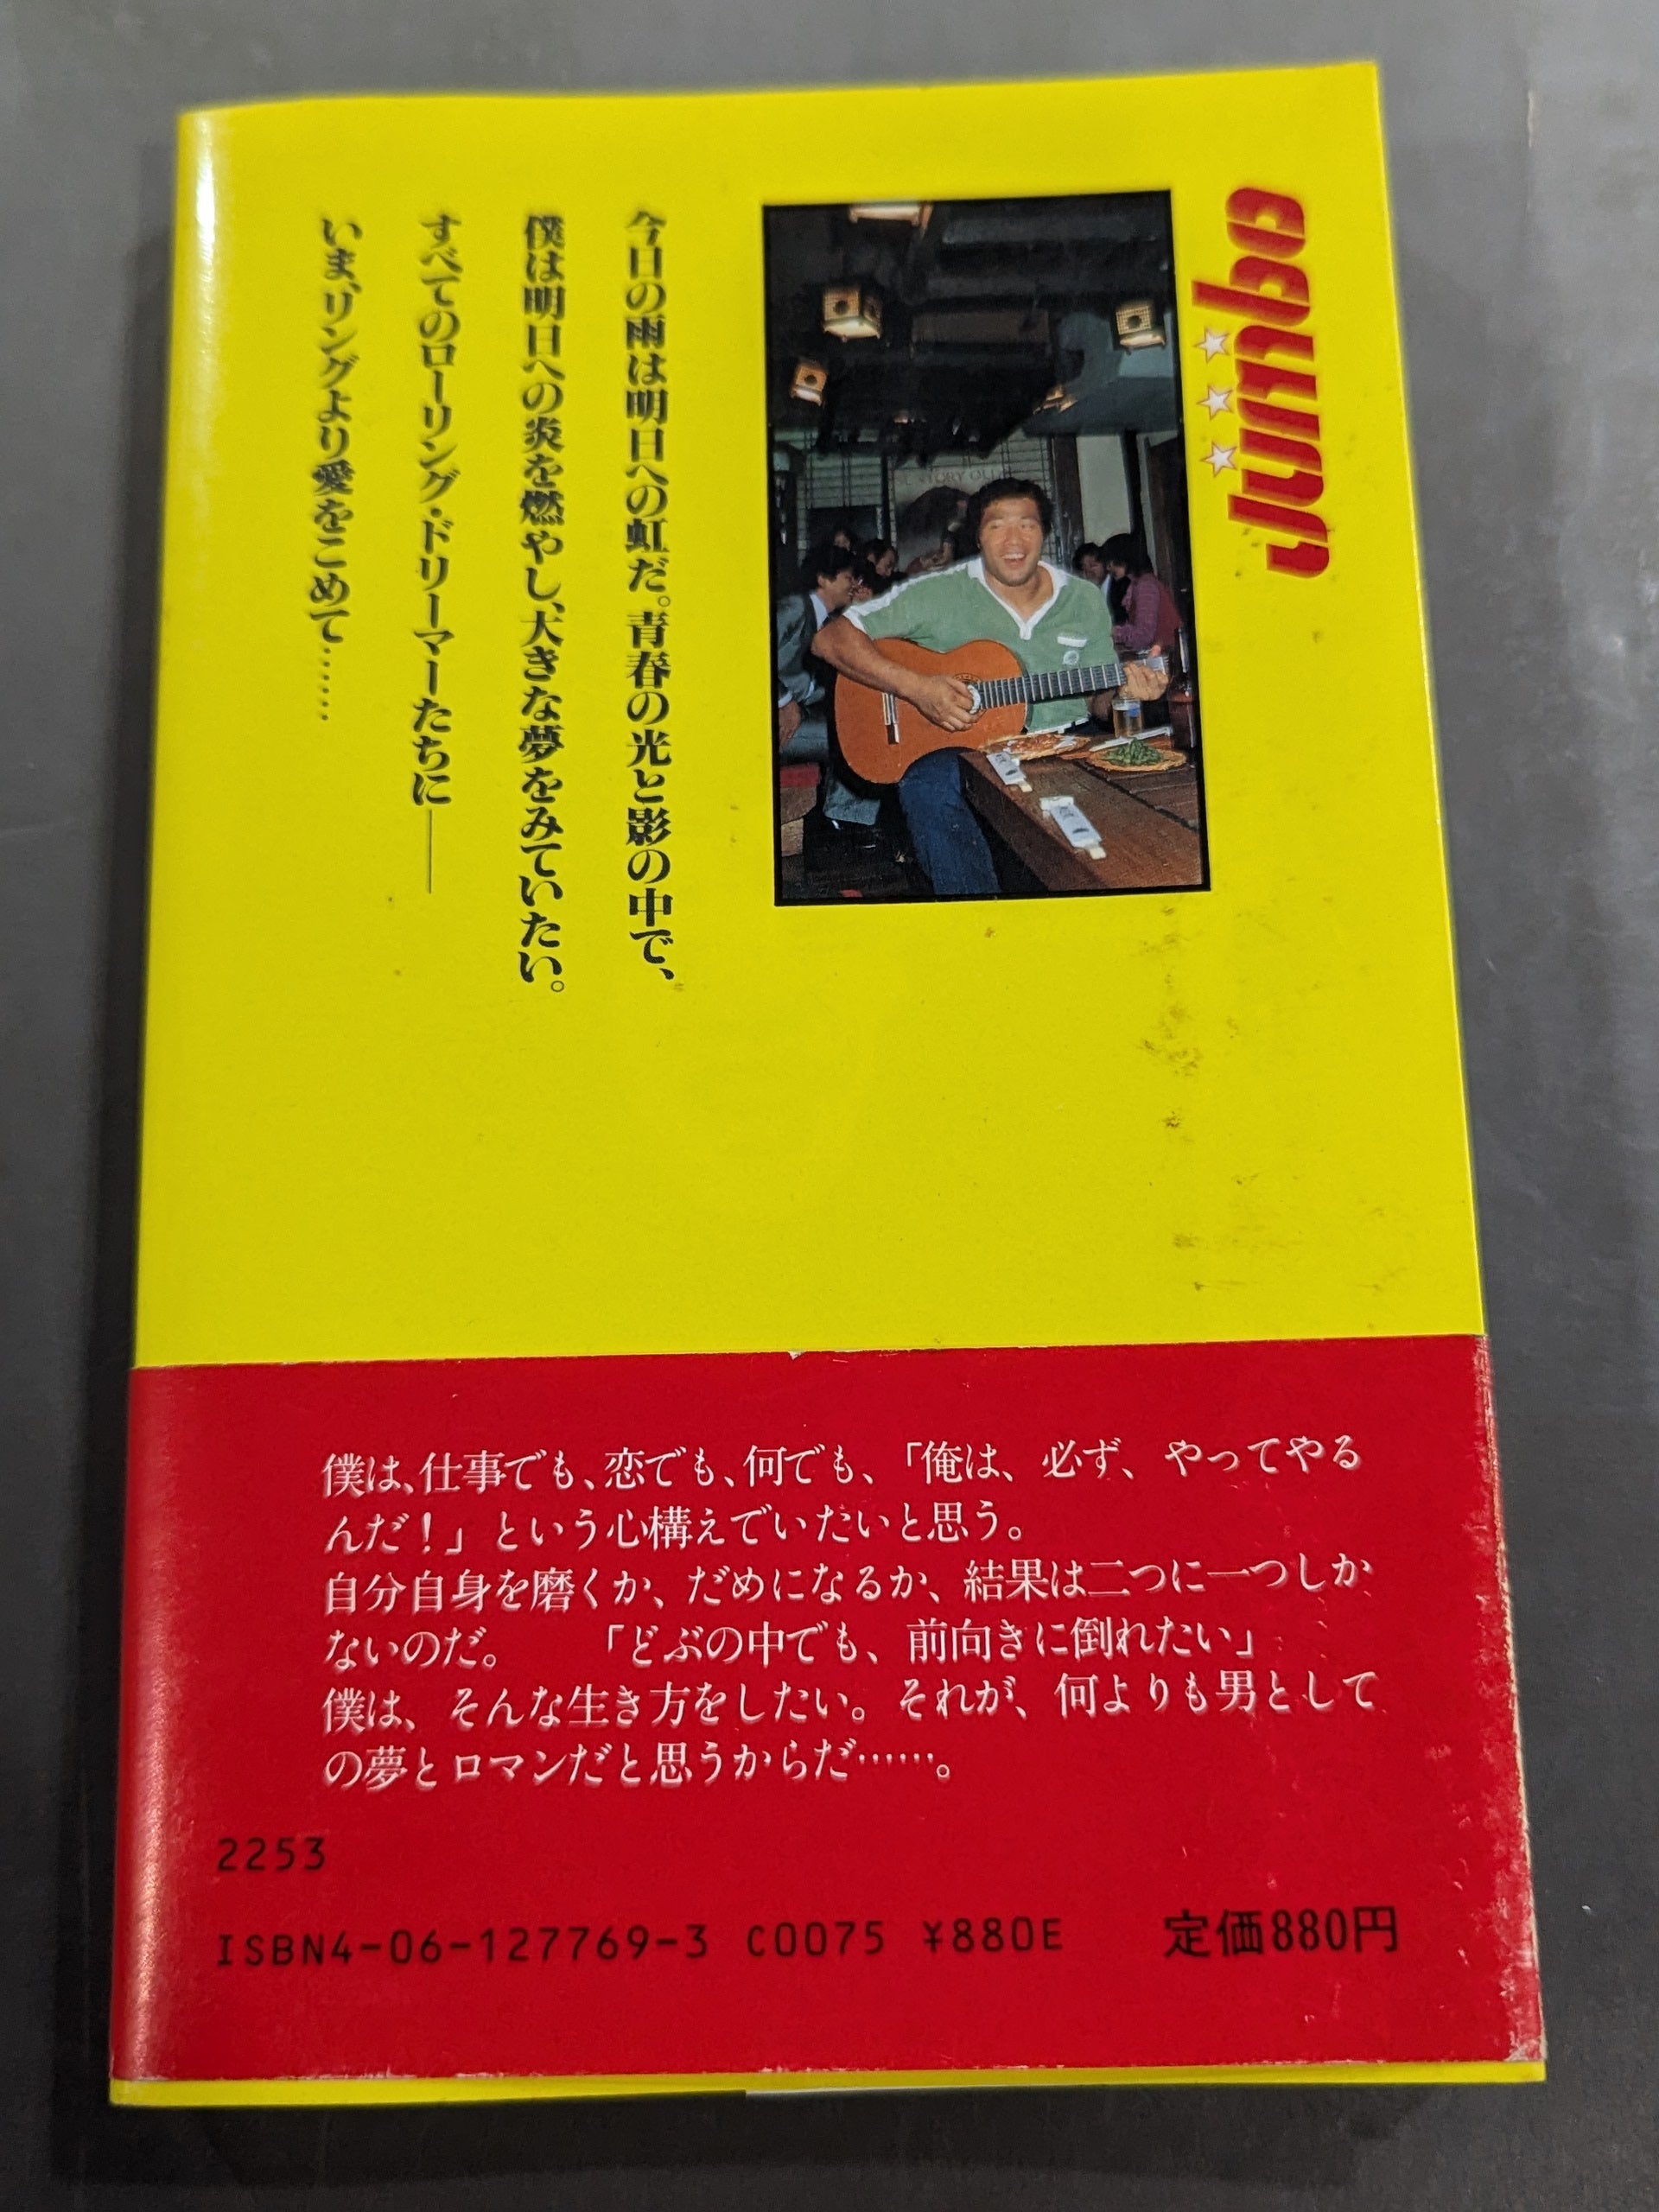 Jumbo
今日の雨は明日への虹だ。青春の光と影の中で、
僕は明日への炎を燃やし、大きな夢をみていたい。
すべてのローリング・ドリーマーたちに——
いま、リングより愛をこめて……
僕は、仕事でも、恋でも、何でも、「俺は、必ず、やってやる
んだ！」という心構えでいたいと思う。
自分自身を磨くか、だめになるか、結果は二つに一つしか
ないのだ。　「どぶの中でも、前向きに倒れたい」
僕は、そんな生き方をしたい。それが、何よりも男として
の夢とロマンだと思うからだ……。
2253
ISBN4-06-127769-3 C0075 ¥880E 定価880円